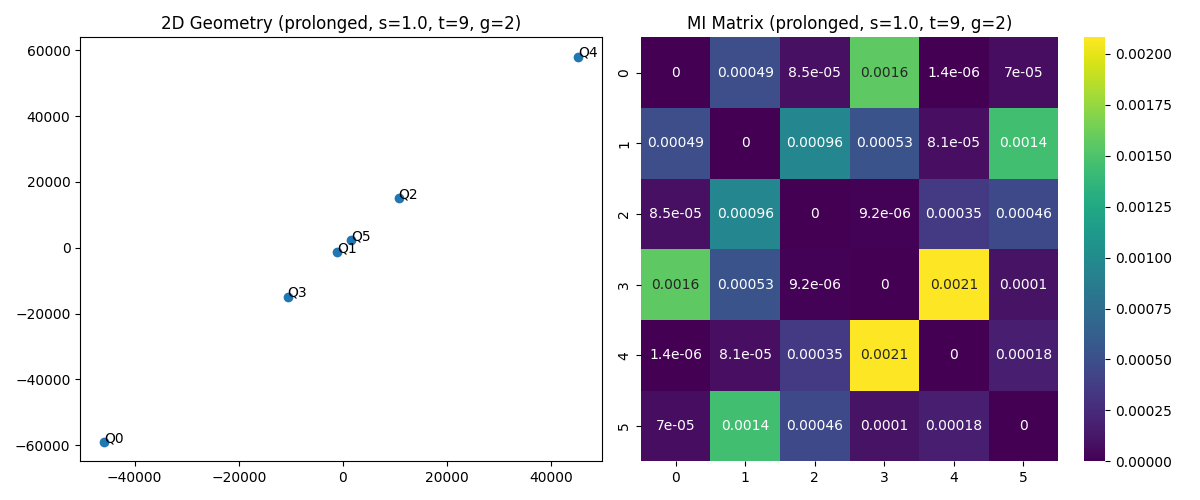 2D Geometry (prolonged, s=1.0, t=9, g=2)
60000
40000
20000
0
−20000
−40000
−60000
−40000 −20000 0 20000 40000
Q4
Q2
Q5
Q1
Q3
Q0
MI Matrix (prolonged, s=1.0, t=9, g=2)
0 0 0.00049 8.5e-05 0.0016 1.4e-06 7e-05
1 0.00049 0 0.00096 0.00053 8.1e-05 0.0014
2 8.5e-05 0.00096 0 9.2e-06 0.00035 0.00046
3 0.0016 0.00053 9.2e-06 0 0.0021 0.0001
4 1.4e-06 8.1e-05 0.00035 0.0021 0 0.00018
5 7e-05 0.0014 0.00046 0.0001 0.00018 0
0 1 2 3 4 5
0.00200
0.00175
0.00150
0.00125
0.00100
0.00075
0.00050
0.00025
0.00000